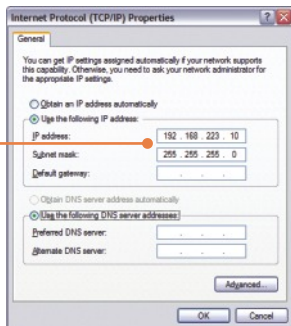 Internet Protocol (TCP/IP) Properties
General
You can get IP settings assigned automatically if your network supports
this capability. Otherwise, you need to ask your network administrator for
the appropriate IP settings.
Obtain an IP address automatically
Use the following IP address:
IP address: 192 . 168 . 223 . 10
Subnet mask: 255 . 255 . 255 . 0
Default gateway: . . .
Obtain DNS server address automatically
Use the following DNS server addresses:
Preferred DNS server: . . .
Alternate DNS server: . . .
Advanced...
OK Cancel